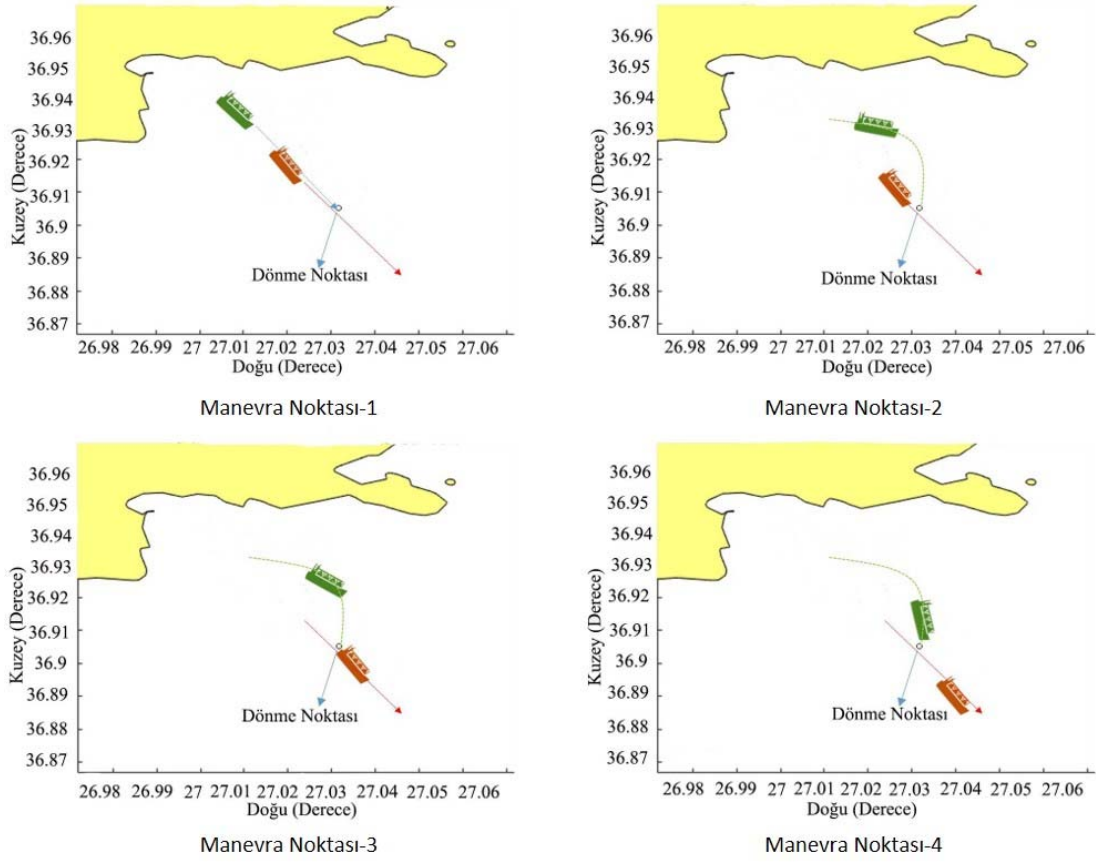 36.96
36.95
36.94
36.93
36.92
36.91
36.9
36.89
36.88
36.87
Kuzey (Derece)
Dönme Noktası
26.98 26.99 27 27.01 27.02 27.03 27.04 27.05 27.06
Doğu (Derece)
Manevra Noktası-1
36.96
36.95
36.94
36.93
36.92
36.91
36.9
36.89
36.88
36.87
Kuzey (Derece)
Dönme Noktası
26.98 26.99 27 27.01 27.02 27.03 27.04 27.05 27.06
Doğu (Derece)
Manevra Noktası-2
36.96
36.95
36.94
36.93
36.92
36.91
36.9
36.89
36.88
36.87
Kuzey (Derece)
Dönme Noktası
26.98 26.99 27 27.01 27.02 27.03 27.04 27.05 27.06
Doğu (Derece)
Manevra Noktası-3
36.96
36.95
36.94
36.93
36.92
36.91
36.9
36.89
36.88
36.87
Kuzey (Derece)
Dönme Noktası
26.98 26.99 27 27.01 27.02 27.03 27.04 27.05 27.06
Doğu (Derece)
Manevra Noktası-4